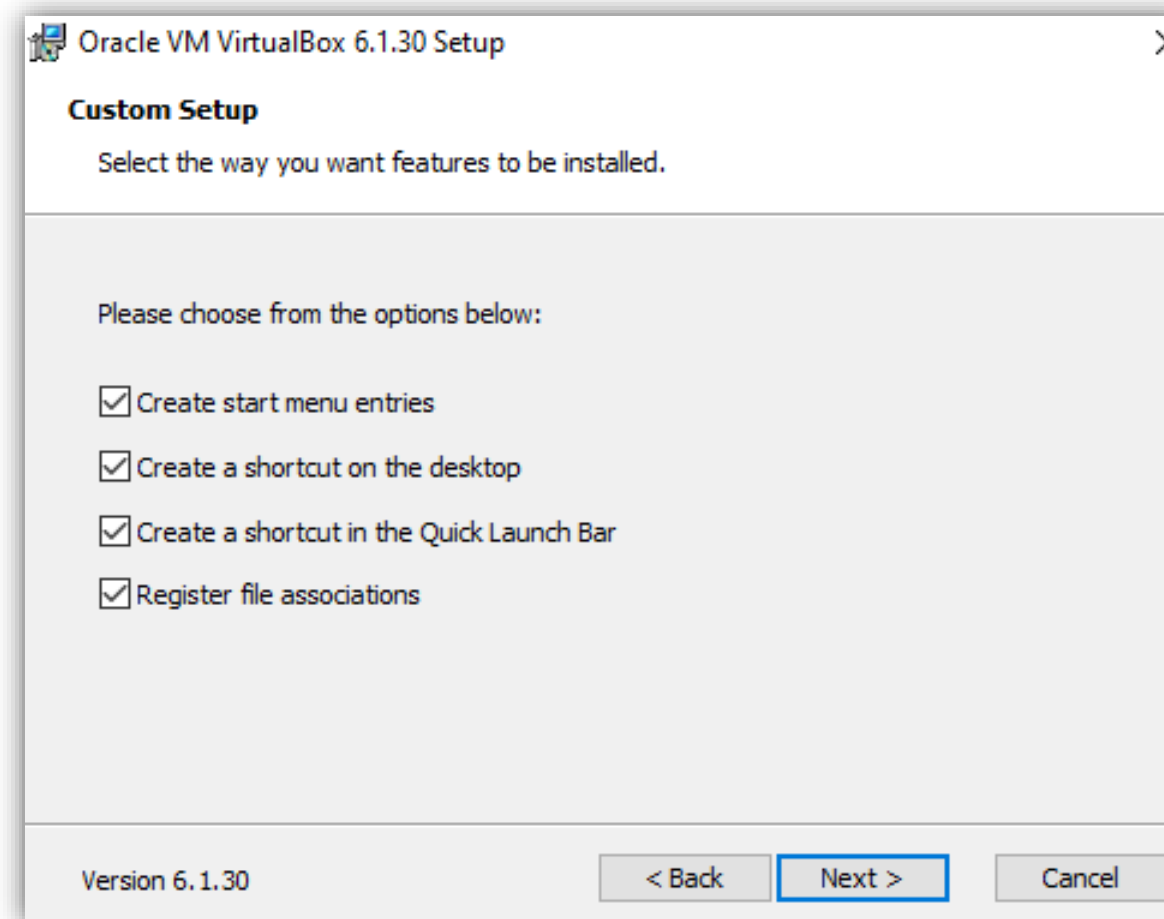 Oracle VM VirtualBox 6.1.30 Setup
Custom Setup
Select the way you want features to be installed.
Please choose from the options below:
Create start menu entries
Create a shortcut on the desktop
Create a shortcut in the Quick Launch Bar
Register file associations
Version 6.1.30
< Back
Next >
Cancel